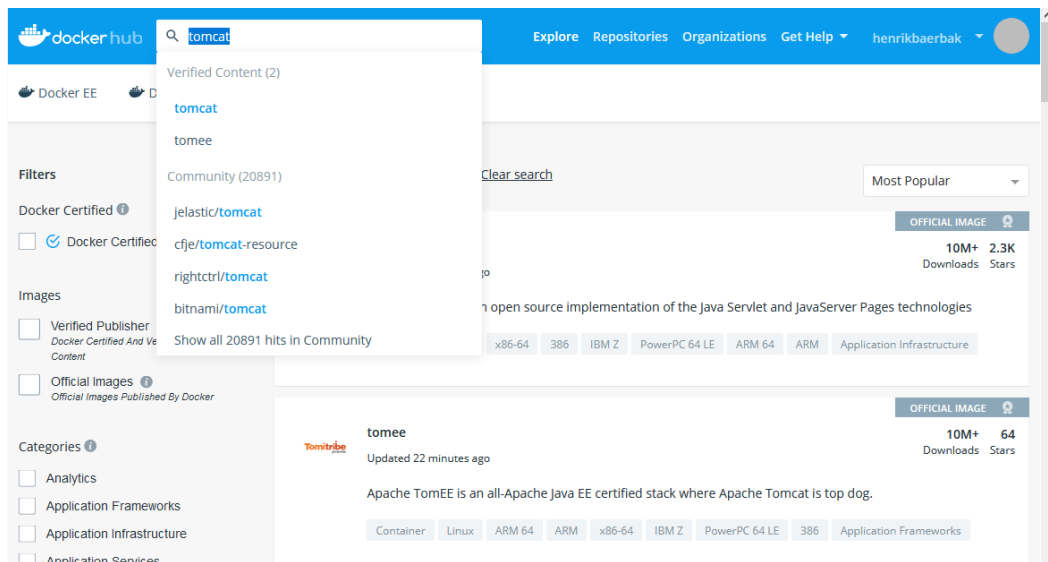 docker hub
tomcat
Explore Repositories Organizations Get Help henrikbaerbak
Verified Content (2)
tomcat
tomee
Community (20891)
jelastic/tomcat
cfje/tomcat-resource
rightctrl/tomcat
bitnami/tomcat
Show all 20891 hits in Community
Docker EE
D
Filters
Docker Certified
Docker Certified
Images
Verified Publisher
Docker Certified And Ve
Content
Official Images
Official Images Published By Docker
Categories
Analytics
Application Frameworks
Application Infrastructure
Application Services
Clear search
Most Popular
OFFICIAL IMAGE
10M+ 2.3K
Downloads Stars
go
n open source implementation of the Java Servlet and JavaServer Pages technologies
x86-64 386 IBM Z PowerPC 64 LE ARM 64 ARM Application Infrastructure
OFFICIAL IMAGE
Tomitribe
tomee
10M+ 64
Downloads Stars
Updated 22 minutes ago
Apache TomEE is an all-Apache Java EE certified stack where Apache Tomcat is top dog.
Container Linux ARM 64 ARM x86-64 IBM Z PowerPC 64 LE 386 Application Frameworks